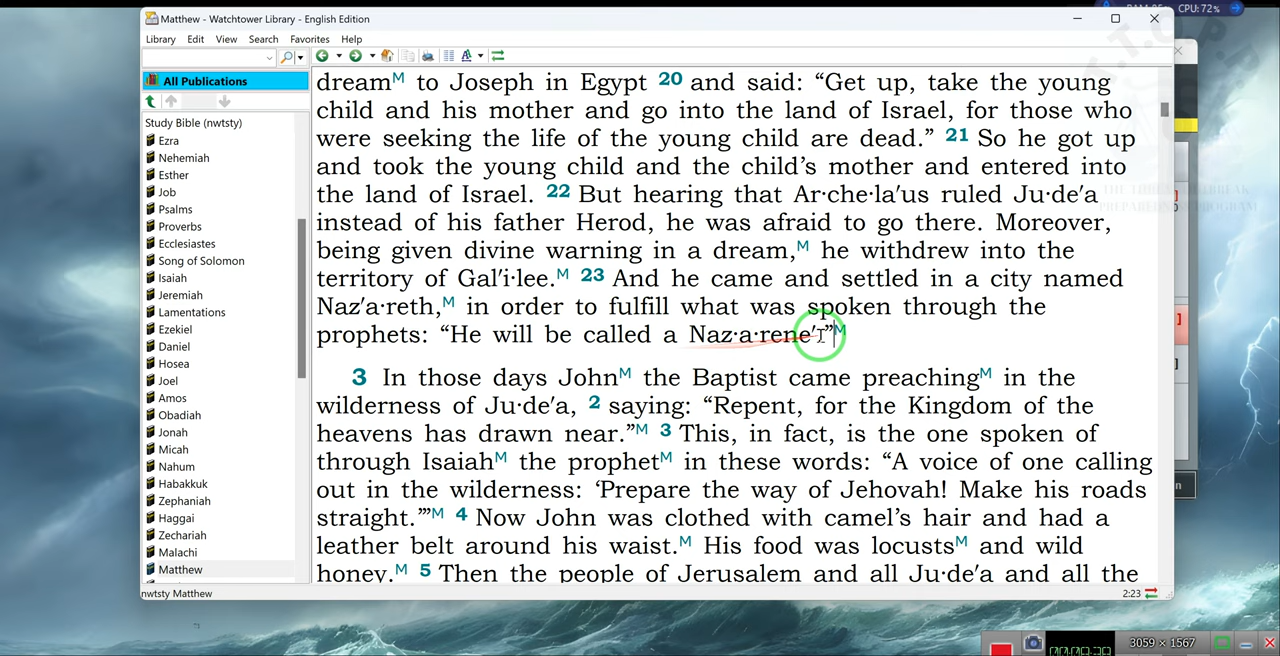 Matthew - Watchtower Library - English Edition
CPU: 72%
Library Edit View Search Favorites Help
All Publications
Study Bible (nwtsty)
Ezra
Nehemiah
Esther
Job
Psalms
Proverbs
Ecclesiastes
Song of Solomon
Isaiah
Jeremiah
Lamentations
Ezekiel
Daniel
Hosea
Joel
Amos
Obadiah
Jonah
Micah
Nahum
Habakkuk
Zephaniah
Haggai
Zechariah
Malachi
Matthew
dreamM to Joseph in Egypt 20 and said: “Get up, take the young
child and his mother and go into the land of Israel, for those who
were seeking the life of the young child are dead.” 21 So he got up
and took the young child and the child’s mother and entered into
the land of Israel. 22 But hearing that Ar·che·la′us ruled Ju·de′a
instead of his father Herod, he was afraid to go there. Moreover,
being given divine warning in a dream,M he withdrew into the
territory of Gal′i·lee.M 23 And he came and settled in a city named
Naz′a·reth,M in order to fulfill what was spoken through the
prophets: “He will be called a Naz·a·rene′.”M
3 In those days JohnM the Baptist came preachingM in the
wilderness of Ju·de′a, 2 saying: “Repent, for the Kingdom of the
heavens has drawn near.”M 3 This, in fact, is the one spoken of
through IsaiahM the prophetM in these words: “A voice of one calling
out in the wilderness: ‘Prepare the way of Jehovah! Make his roads
straight.’”M 4 Now John was clothed with camel’s hair and had a
leather belt around his waist.M His food was locustsM and wild
honey.M 5 Then the people of Jerusalem and all Ju·de′a and all the
nwtsty Matthew
2:23
3059 × 1567